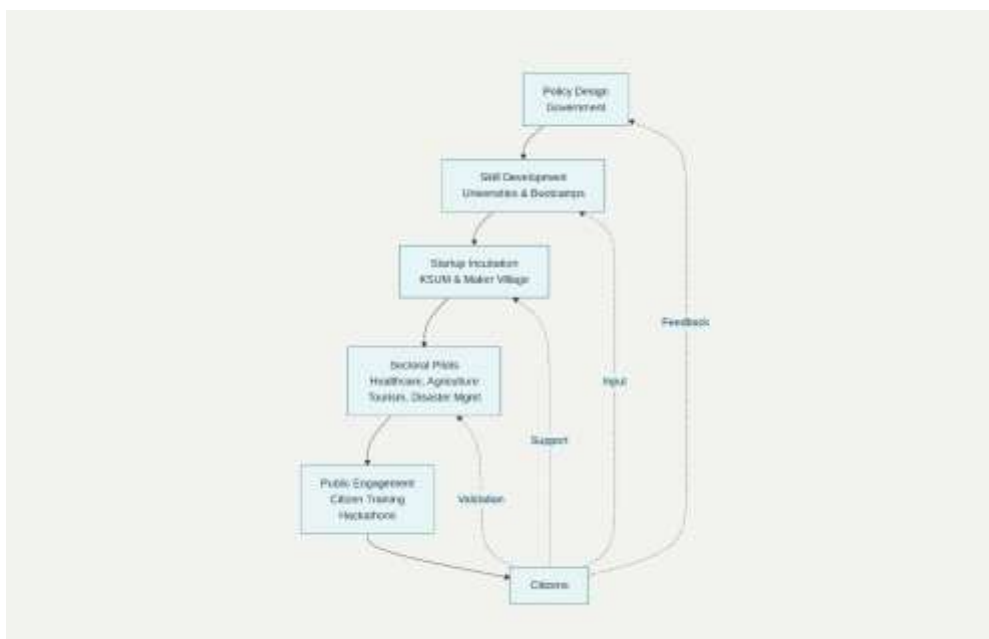 Policy Design
Government
Skill Development
Universities & Bootcamps
Startup Incubation
KSUM & Maker Village
Feedback
Sectoral Pilots
Healthcare, Agriculture
Tourism, Disaster Mgmt
Input
Support
Public Engagement
Citizen Training
Hackathons
Validation
Citizens